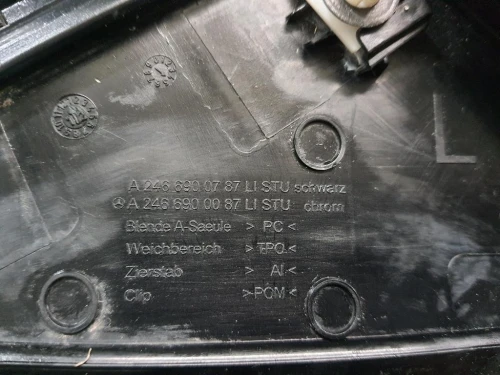 A 246 690 07 87 LI STU schwarz
A 246 690 00 87 LI STU chrom
Blende A-Saeule > PC <
Weichbereich > TPO <
Zierstab > Al <
Clip >POM<
L